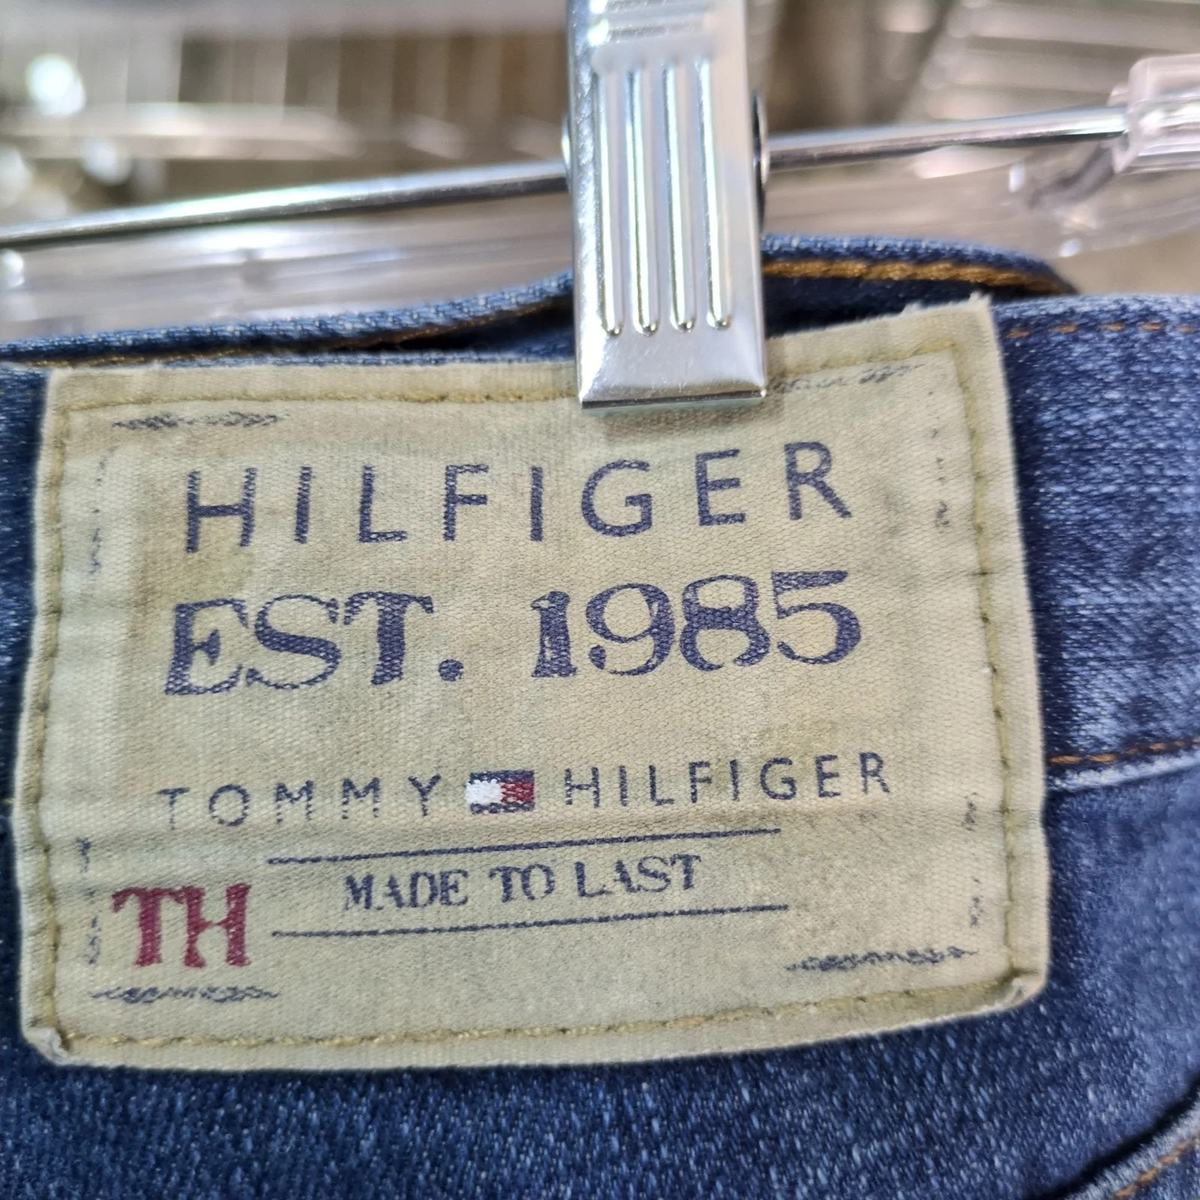 HILFIGER
EST. 1985
TOMMY HILFIGER
TH MADE TO LAST